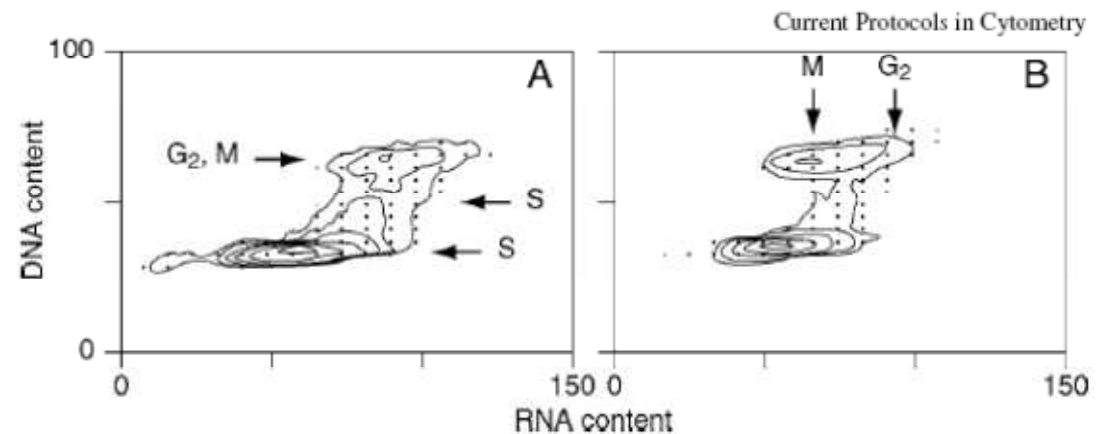 Current Protocols in Cytometry
100
A
M G₂
B
G₂, M
S
S
DNA content
0
0 150 0 150
RNA content